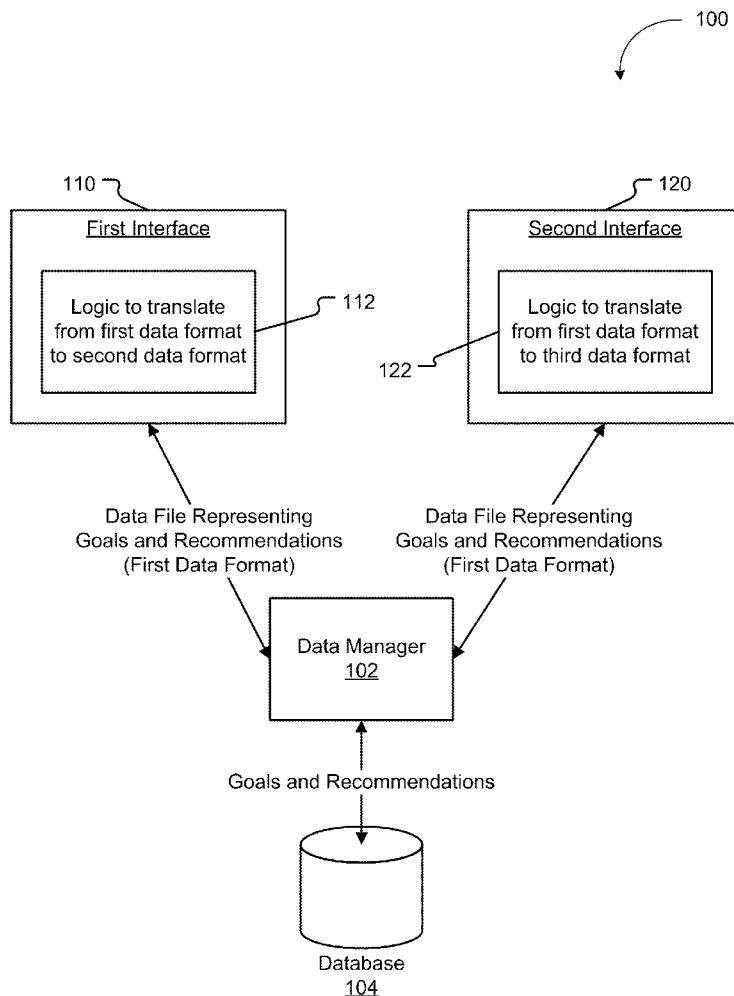 100
110
120
First Interface
Second Interface
Logic to translate
from first data format
to second data format
112
Logic to translate
from first data format
to third data format
122
Data File Representing
Goals and Recommendations
(First Data Format)
Data File Representing
Goals and Recommendations
(First Data Format)
Data Manager
102
Goals and Recommendations
Database
104